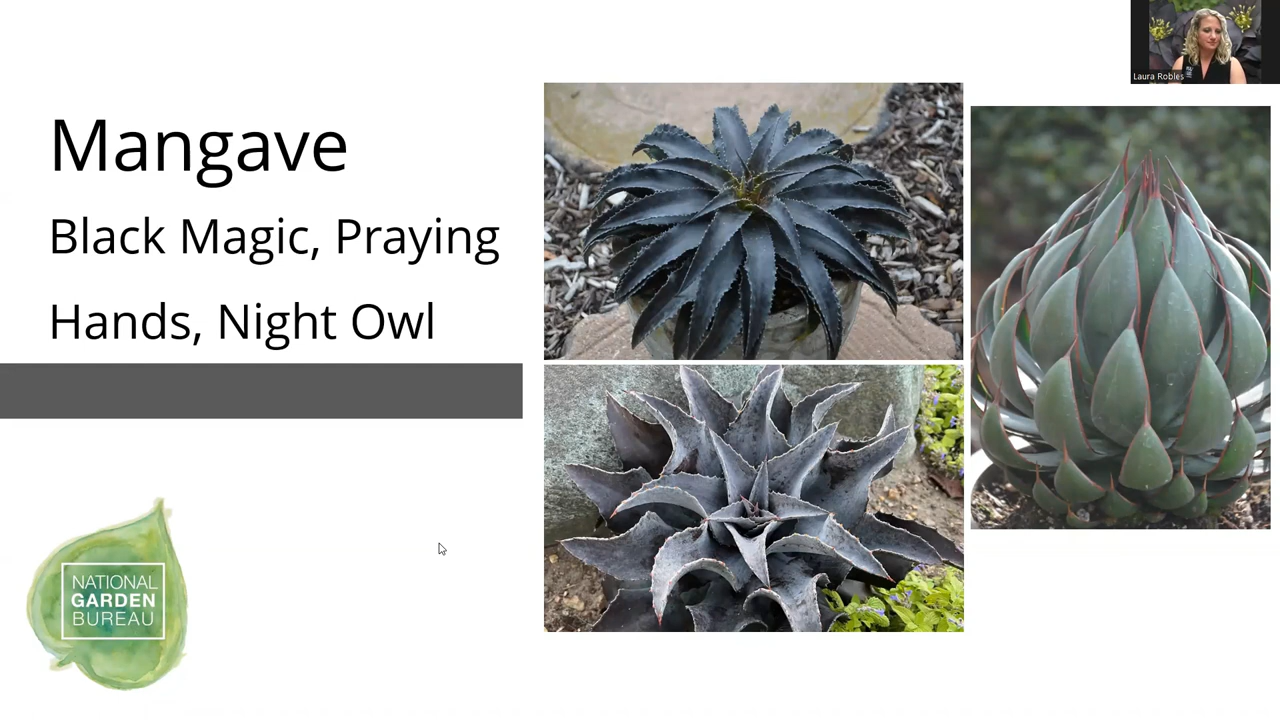 Mangave
Black Magic, Praying
Hands, Night Owl
NATIONAL
GARDEN
BUREAU
Laura Robles